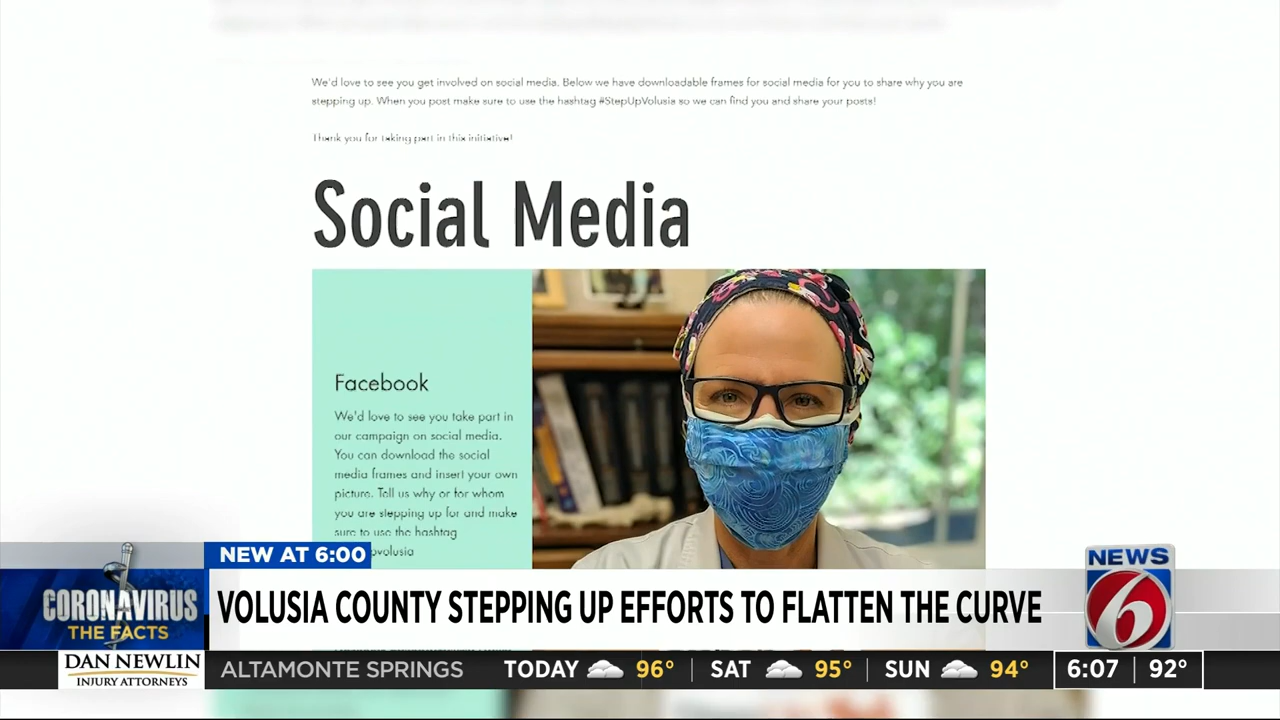 We'd love to see you get involved on social media. Below we have downloadable frames for social media for you to share why you are
stepping up. When you post make sure to use the hashtag #StepUpVolusia so we can find you and share your posts!
Thank you for taking part in this initiative!
Social Media
Facebook
We'd love to see you take part in
our campaign on social media.
You can download the social
media frames and insert your own
picture. Tell us why or for whom
you are stepping up for and make
sure to use the hashtag
pvolusia
NEW AT 6:00
CORONAVIRUS
THE FACTS
VOLUSIA COUNTY STEPPING UP EFFORTS TO FLATTEN THE CURVE
NEWS
6
DAN NEWLIN
INJURY ATTORNEYS
ALTAMONTE SPRINGS TODAY 96° SAT 95° SUN 94° 6:07 92°